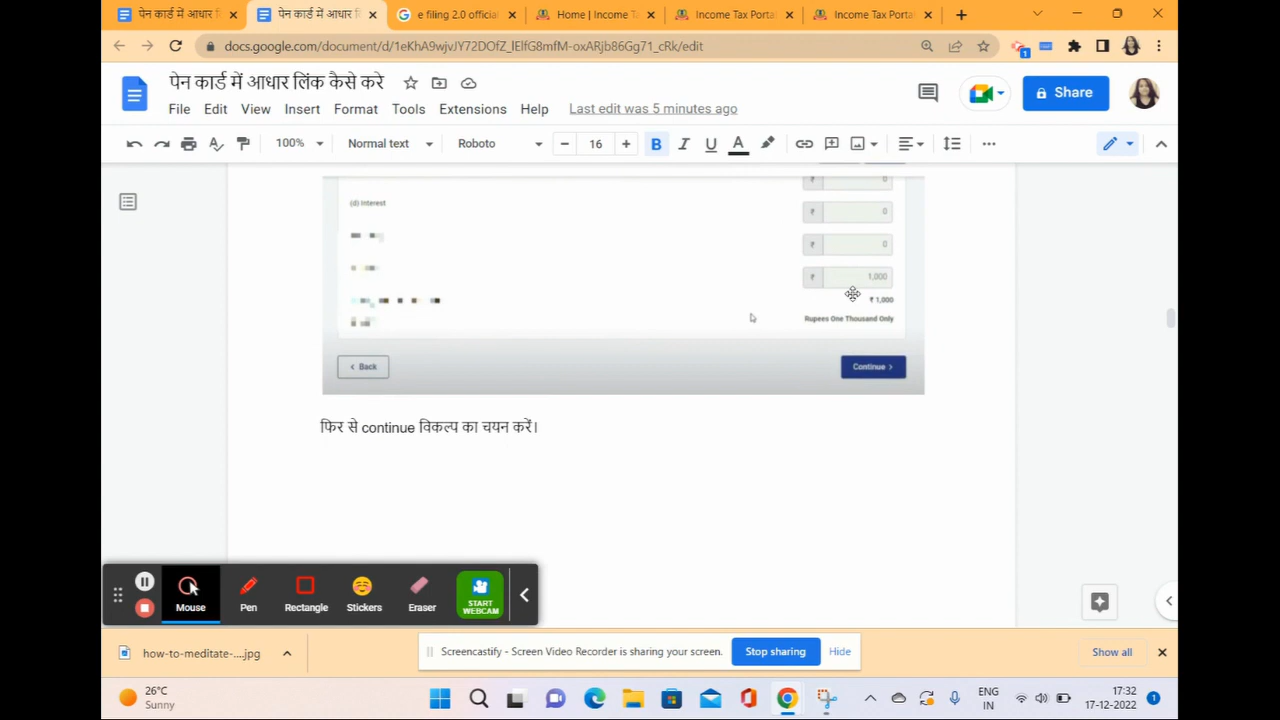 पेन कार्ड में आधार लि
पेन कार्ड में आधार लि
e filing 2.0 officia
Home | Income Ta
Income Tax Porta
Income Tax Porta
docs.google.com/document/d/1eKhA9wjvJY72DOfZ_lElfG8mfM-oxARjb86Gg71_cRk/edit
1
पेन कार्ड में आधार लिंक कैसे करे
File Edit View Insert Format Tools Extensions Help Last edit was 5 minutes ago
Share
100% Normal text Roboto 16 B I U A
₹ 0
(d) Interest
₹ 0
₹ 0
₹ 1,000
₹ 1,000
Rupees One Thousand Only
Back Continue
फिर से continue विकल्प का चयन करें।
Mouse Pen Rectangle Stickers Eraser START WEBCAM
how-to-meditate-....jpg
Screencastify - Screen Video Recorder is sharing your screen. Stop sharing Hide
Show all
26°C
Sunny
ENG
IN
17:32
17-12-2022
1